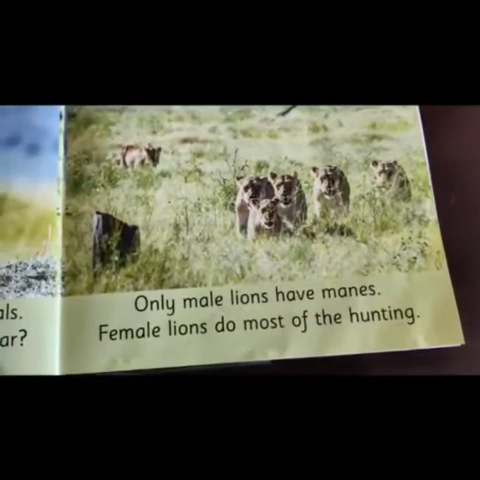 als.
ar?
Only male lions have manes.
Female lions do most of the hunting.